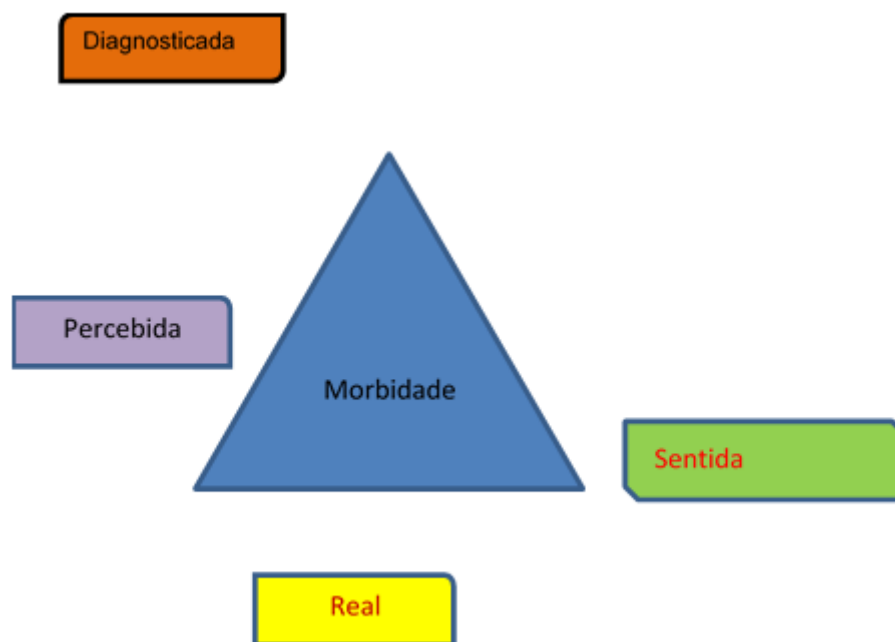 Diagnosticada
Percebida
Morbidade
Sentida
Real